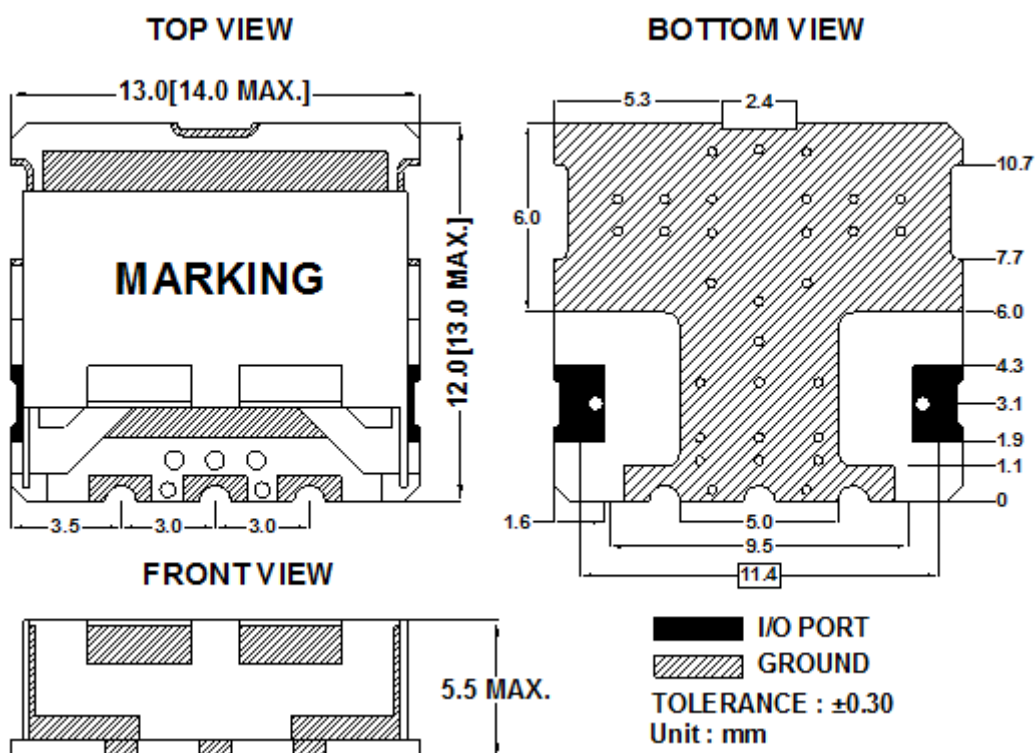 TOP VIEW
13.0[14.0 MAX.]
MARKING
12.0[13.0 MAX.]
3.5
3.0
3.0
BOTTOM VIEW
5.3
2.4
6.0
10.7
7.7
6.0
4.3
3.1
1.9
1.1
0
1.6
5.0
9.5
11.4
FRONT VIEW
5.5 MAX.
I/O PORT
GROUND
TOLERANCE : ±0.30
Unit : mm